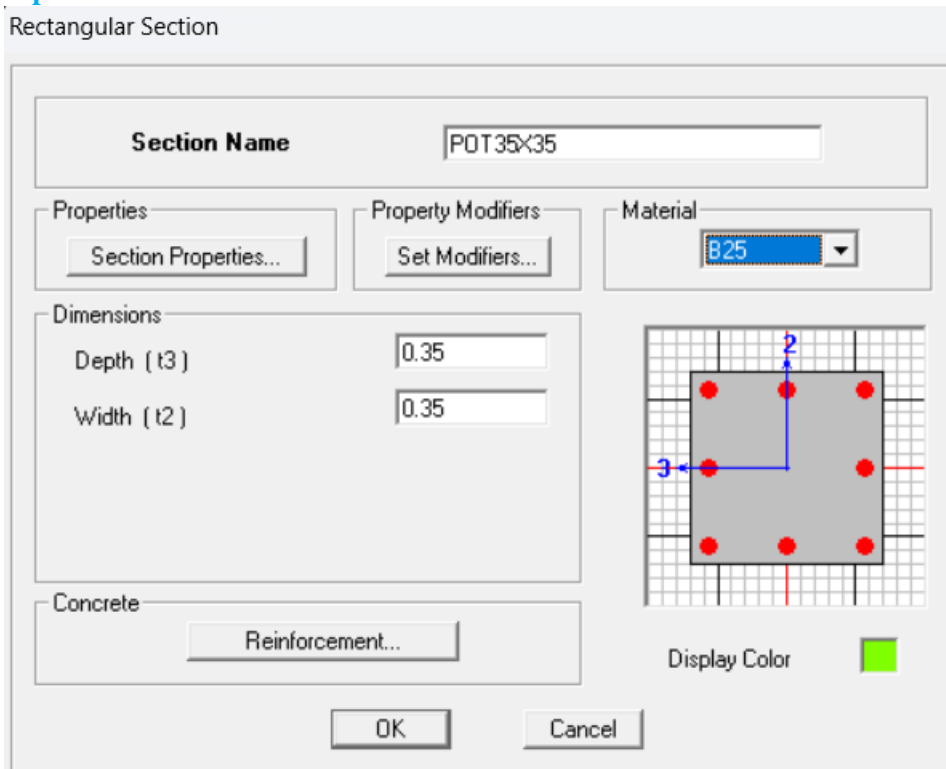 Rectangular Section
Section Name
POT35X35
Properties
Section Properties...
Property Modifiers
Set Modifiers...
Material
B25
Dimensions
Depth ( t3 )
0.35
Width ( t2 )
0.35
2
3
Concrete
Reinforcement...
Display Color
OK
Cancel